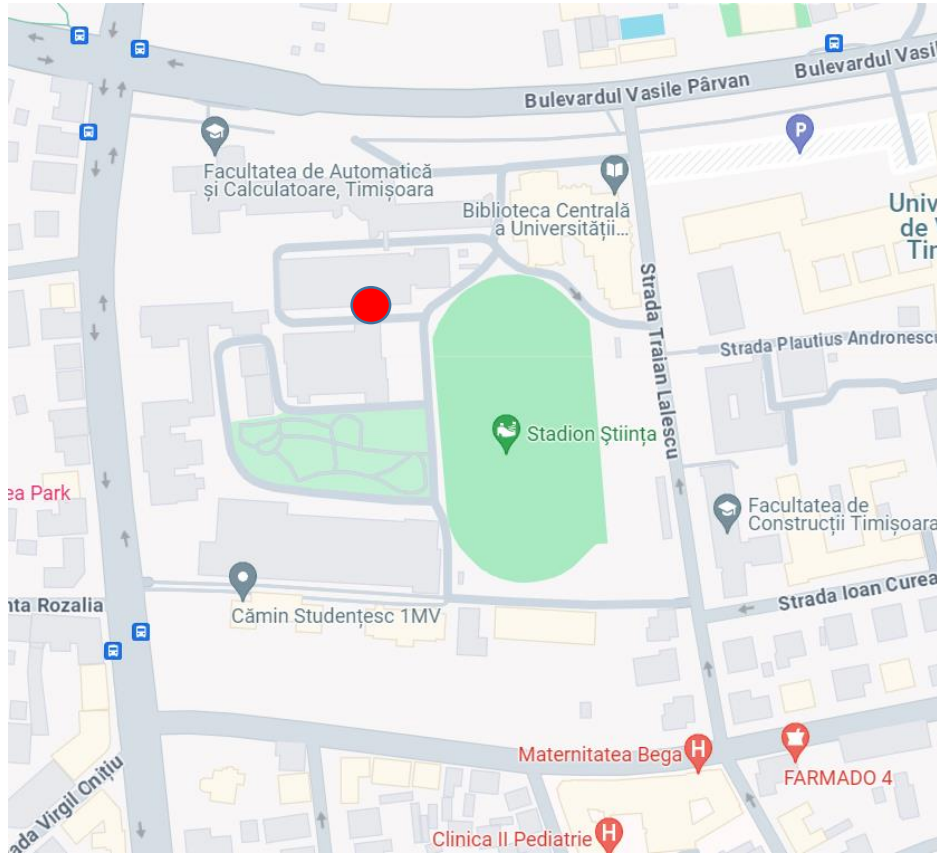 Bulevardul Vasile Pârvan
Bulevardul Vasil
P
Facultatea de Automatică
și Calculatoare, Timișoara
Biblioteca Centrală
a Universității...
Univ
de V
Tir
Strada Traian Lalescu
Strada Plautius Andronescu
Stadion Știința
ea Park
Facultatea de
Construcții Timișoara
Strada Ioan Curea
nta Rozalia
Cămin Studențesc 1MV
Maternitatea Bega
H
FARMADO 4
ada Virgil Onițiu
Clinica II Pediatrie
H